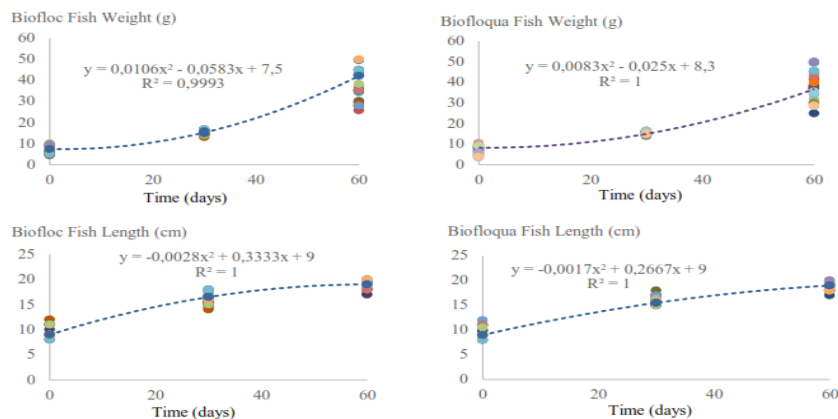 Biofloc Fish Weight (g)
y = 0,0106x² - 0,0583x + 7,5
R² = 0,9993
60
50
40
30
20
10
0
0 20 40 60
Time (days)
Biofloqua Fish Weight (g)
y = 0,0083x² - 0,025x + 8,3
R² = 1
60
50
40
30
20
10
0
0 20 40 60
Time (days)
Biofloc Fish Length (cm)
y = -0,0028x² + 0,3333x + 9
R² = 1
25
20
15
10
5
0
0 20 40 60
Time (days)
Biofloqua Fish Length (cm)
y = -0,0017x² + 0,2667x + 9
R² = 1
25
20
15
10
5
0
0 20 40 60
Time (days)